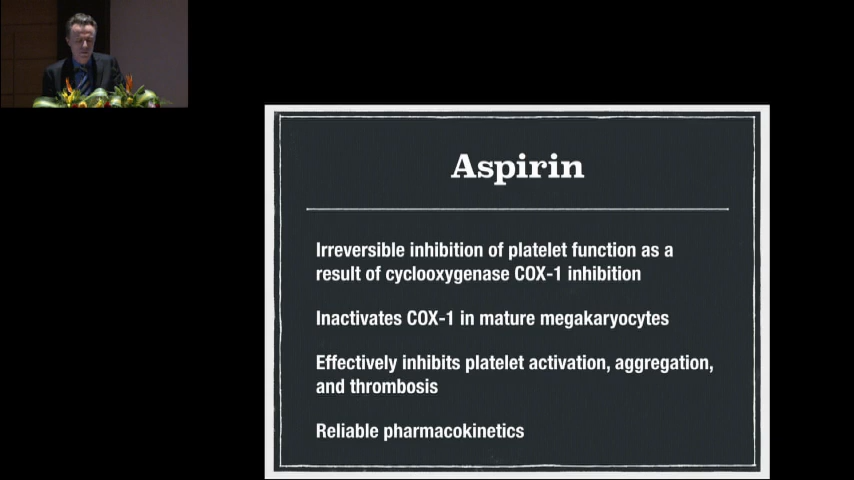 Aspirin
Irreversible inhibition of platelet function as a
result of cyclooxygenase COX-1 inhibition
Inactivates COX-1 in mature megakaryocytes
Effectively inhibits platelet activation, aggregation,
and thrombosis
Reliable pharmacokinetics